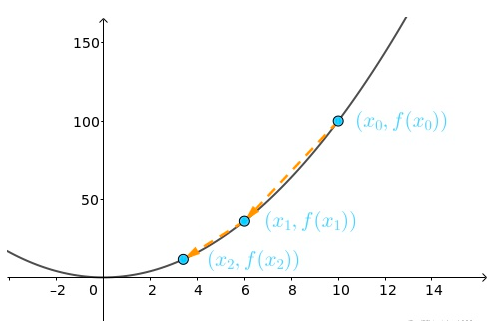 150
100
(x₀, f(x₀))
50
(x₁, f(x₁))
(x₂, f(x₂))
−2 0 2 4 6 8 10 12 14